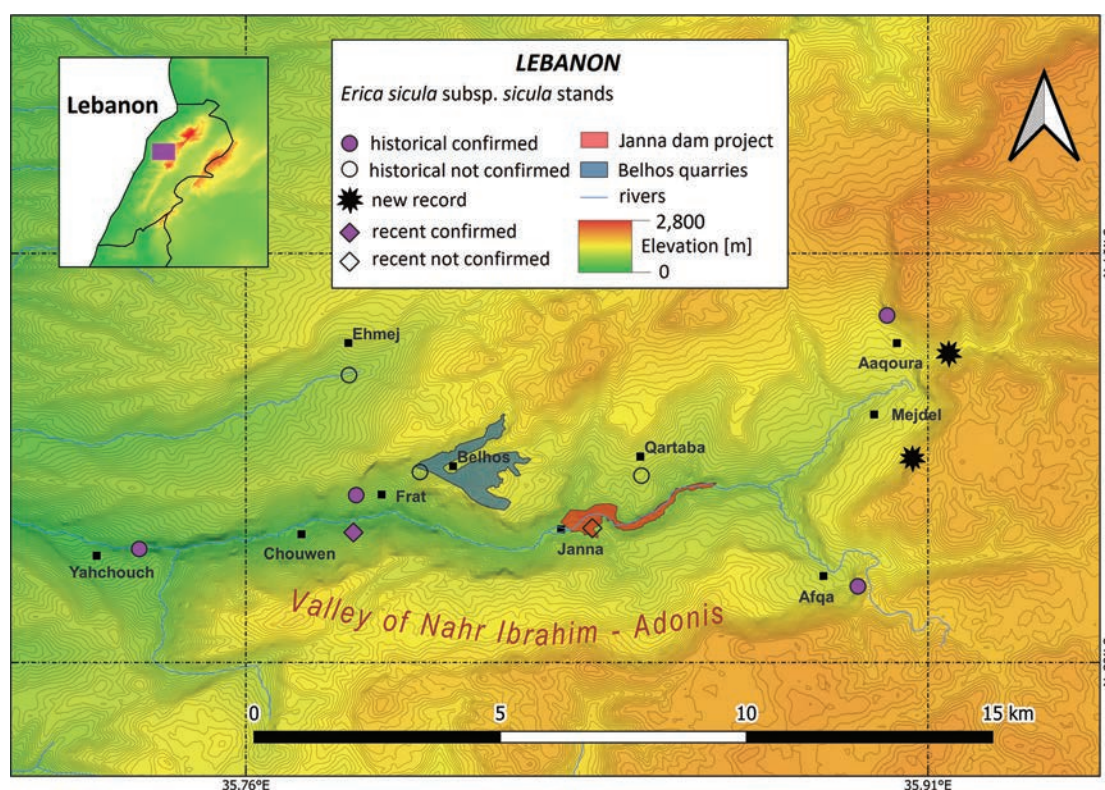 Lebanon
LEBANON
Erica sicula subsp. sicula stands
historical confirmed
historical not confirmed
new record
recent confirmed
recent not confirmed
Janna dam project
Belhos quarries
rivers
2,800
Elevation [m]
0
Ehmej
Aaqoura
Mejdel
Qartaba
Belhos
Frat
Chouwen
Janna
Yahchouch
Afqa
Valley of Nahr Ibrahim - Adonis
0
5
10
15 km
35.76°E
35.91°E